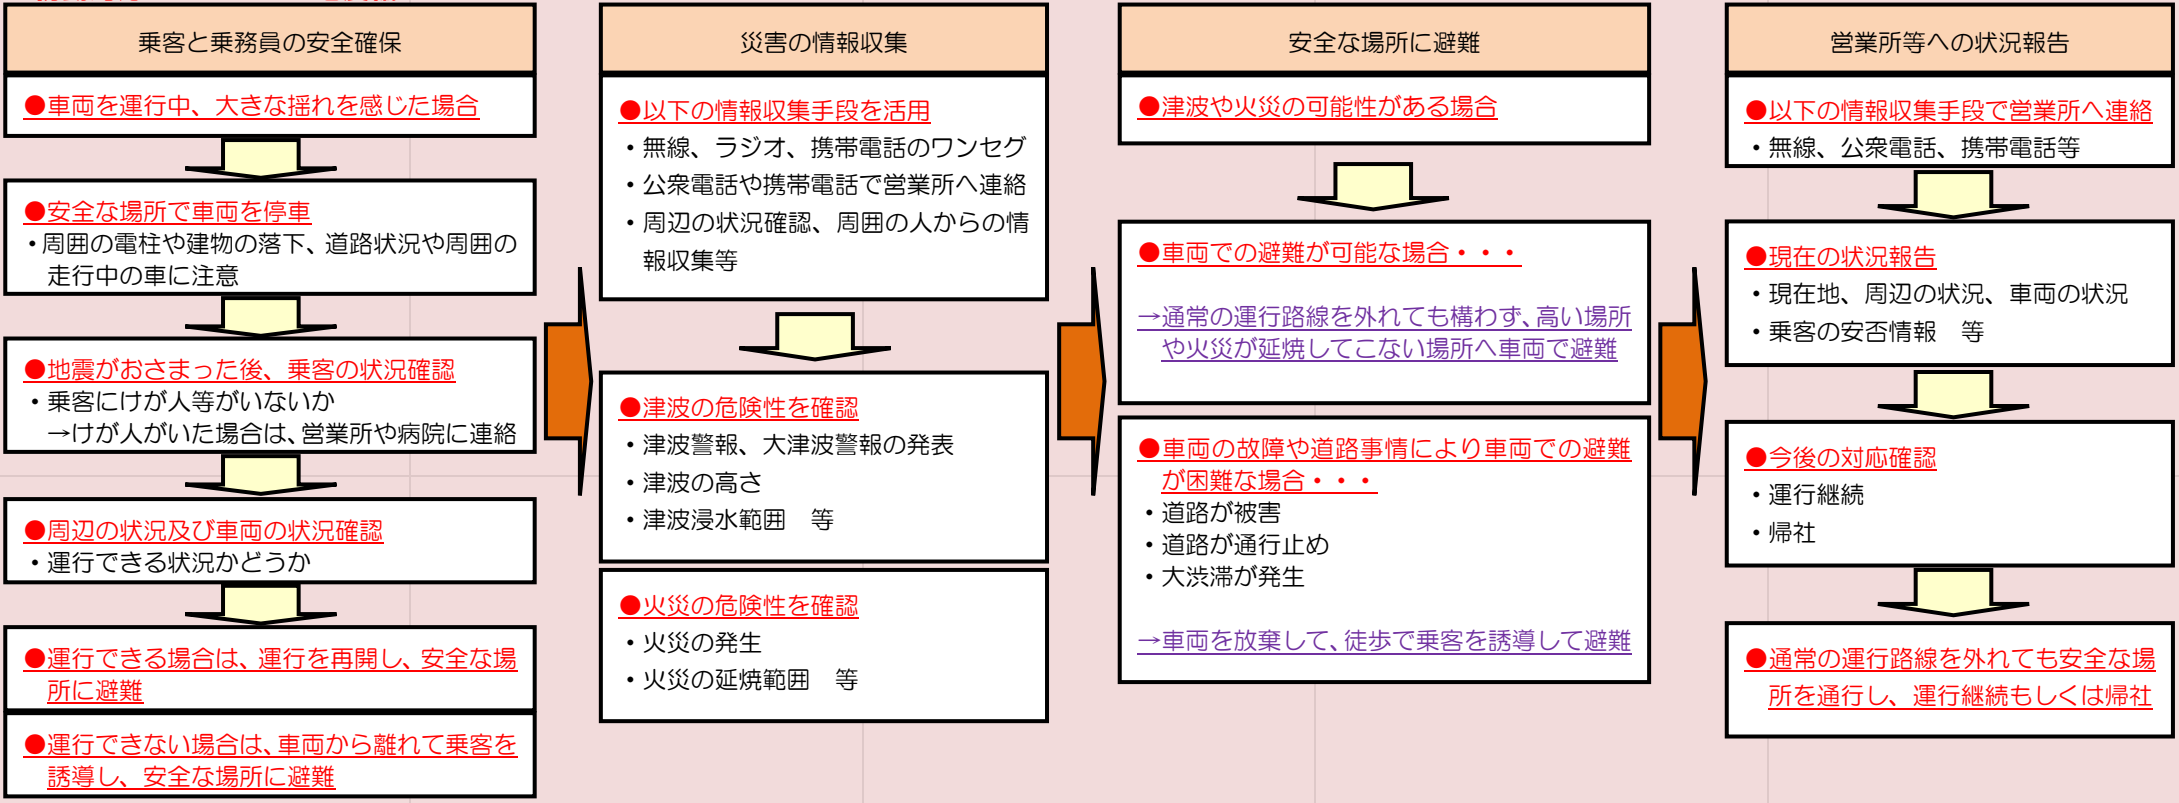 乗客と乗務員の安全確保
●車両を運行中、大きな揺れを感じた場合
●安全な場所で車両を停車
・周囲の電柱や建物の落下、道路状況や周囲の
走行中の車に注意
●地震がおさまった後、乗客の状況確認
・乗客にけが人等がいないか
→けが人がいた場合は、営業所や病院に連絡
●周辺の状況及び車両の状況確認
・運行できる状況かどうか
●運行できる場合は、運行を再開し、安全な場
所に避難
●運行できない場合は、車両から離れて乗客を
誘導し、安全な場所に避難
災害の情報収集
●以下の情報収集手段を活用
・無線、ラジオ、携帯電話のワンセグ
・公衆電話や携帯電話で営業所へ連絡
・周辺の状況確認、周囲の人からの情
報収集等
●津波の危険性を確認
・津波警報、大津波警報の発表
・津波の高さ
・津波浸水範囲　等
●火災の危険性を確認
・火災の発生
・火災の延焼範囲　等
安全な場所に避難
●津波や火災の可能性がある場合
●車両での避難が可能な場合・・・
→通常の運行路線を外れても構わず、高い場所
や火災が延焼してこない場所へ車両で避難
●車両の故障や道路事情により車両での避難
が困難な場合・・・
・道路が被害
・道路が通行止め
・大渋滞が発生
→車両を放棄して、徒歩で乗客を誘導して避難
営業所等への状況報告
●以下の情報収集手段で営業所へ連絡
・無線、公衆電話、携帯電話等
●現在の状況報告
・現在地、周辺の状況、車両の状況
・乗客の安否情報　等
●今後の対応確認
・運行継続
・帰社
●通常の運行路線を外れても安全な場
所を通行し、運行継続もしくは帰社